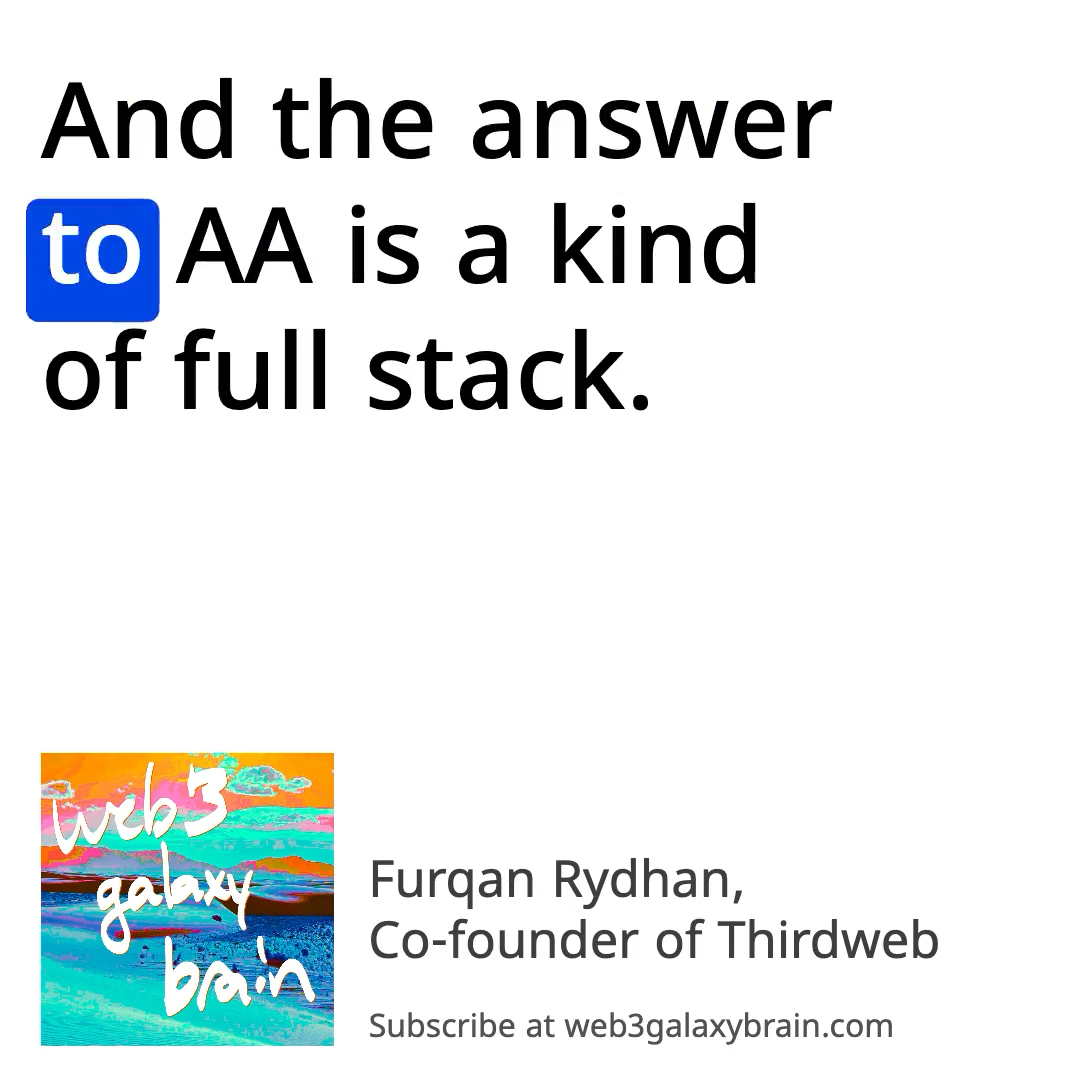 And the answer
to AA is a kind
of full stack.
web3
galaxy
brain
Furqan Rydhan,
Co-founder of Thirdweb
Subscribe at web3galaxybrain.com